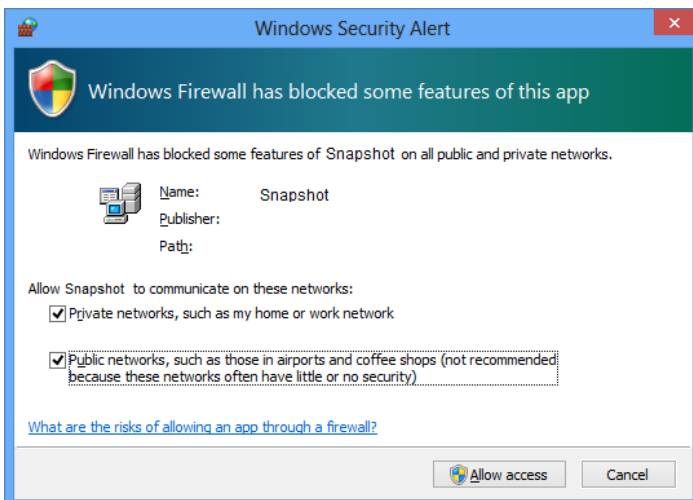 Windows Security Alert
Windows Firewall has blocked some features of this app
Windows Firewall has blocked some features of Snapshot on all public and private networks.
Name: Snapshot
Publisher:
Path:
Allow Snapshot to communicate on these networks:
Private networks, such as my home or work network
Public networks, such as those in airports and coffee shops (not recommended
because these networks often have little or no security)
What are the risks of allowing an app through a firewall?
Allow access Cancel